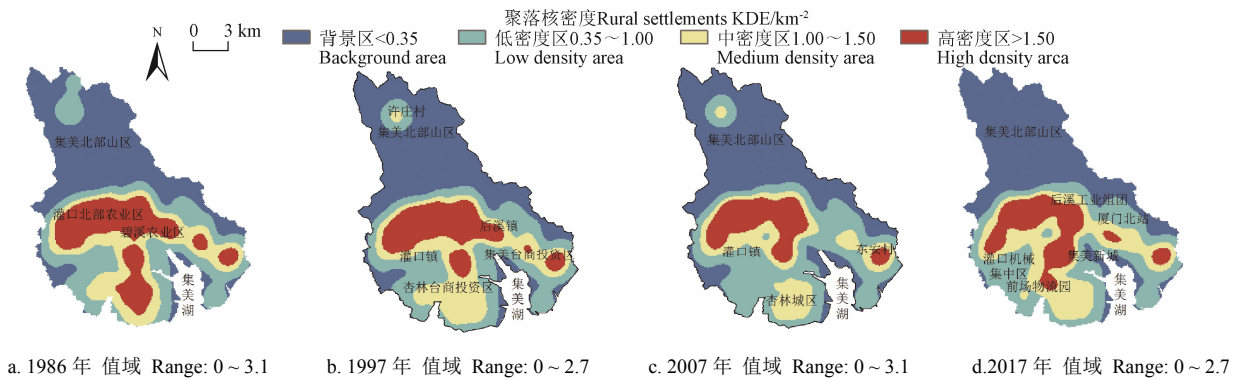 聚落核密度Rural settlements KDE/km-2
N
0 3 km
背景区<0.35
Background area
低密度区0.35～1.00
Low density area
中密度区1.00～1.50
Medium density area
高密度区>1.50
High density area
集美北部山区
灌口北部农业区
碧溪农业区
集美湖
许庄村
集美北部山区
后溪镇
灌口镇
集美台商投资区
杏林台商投资区
集美湖
集美北部山区
灌口镇
东安村
杏林城区
集美湖
集美北部山区
后溪工业组团
厦门北站
灌口机械
集中区
集美新城
前场物流园
集美湖
a. 1986 年 值域 Range: 0 ~ 3.1
b. 1997 年 值域 Range: 0 ~ 2.7
c. 2007 年 值域 Range: 0 ~ 3.1
d.2017 年 值域 Range: 0 ~ 2.7